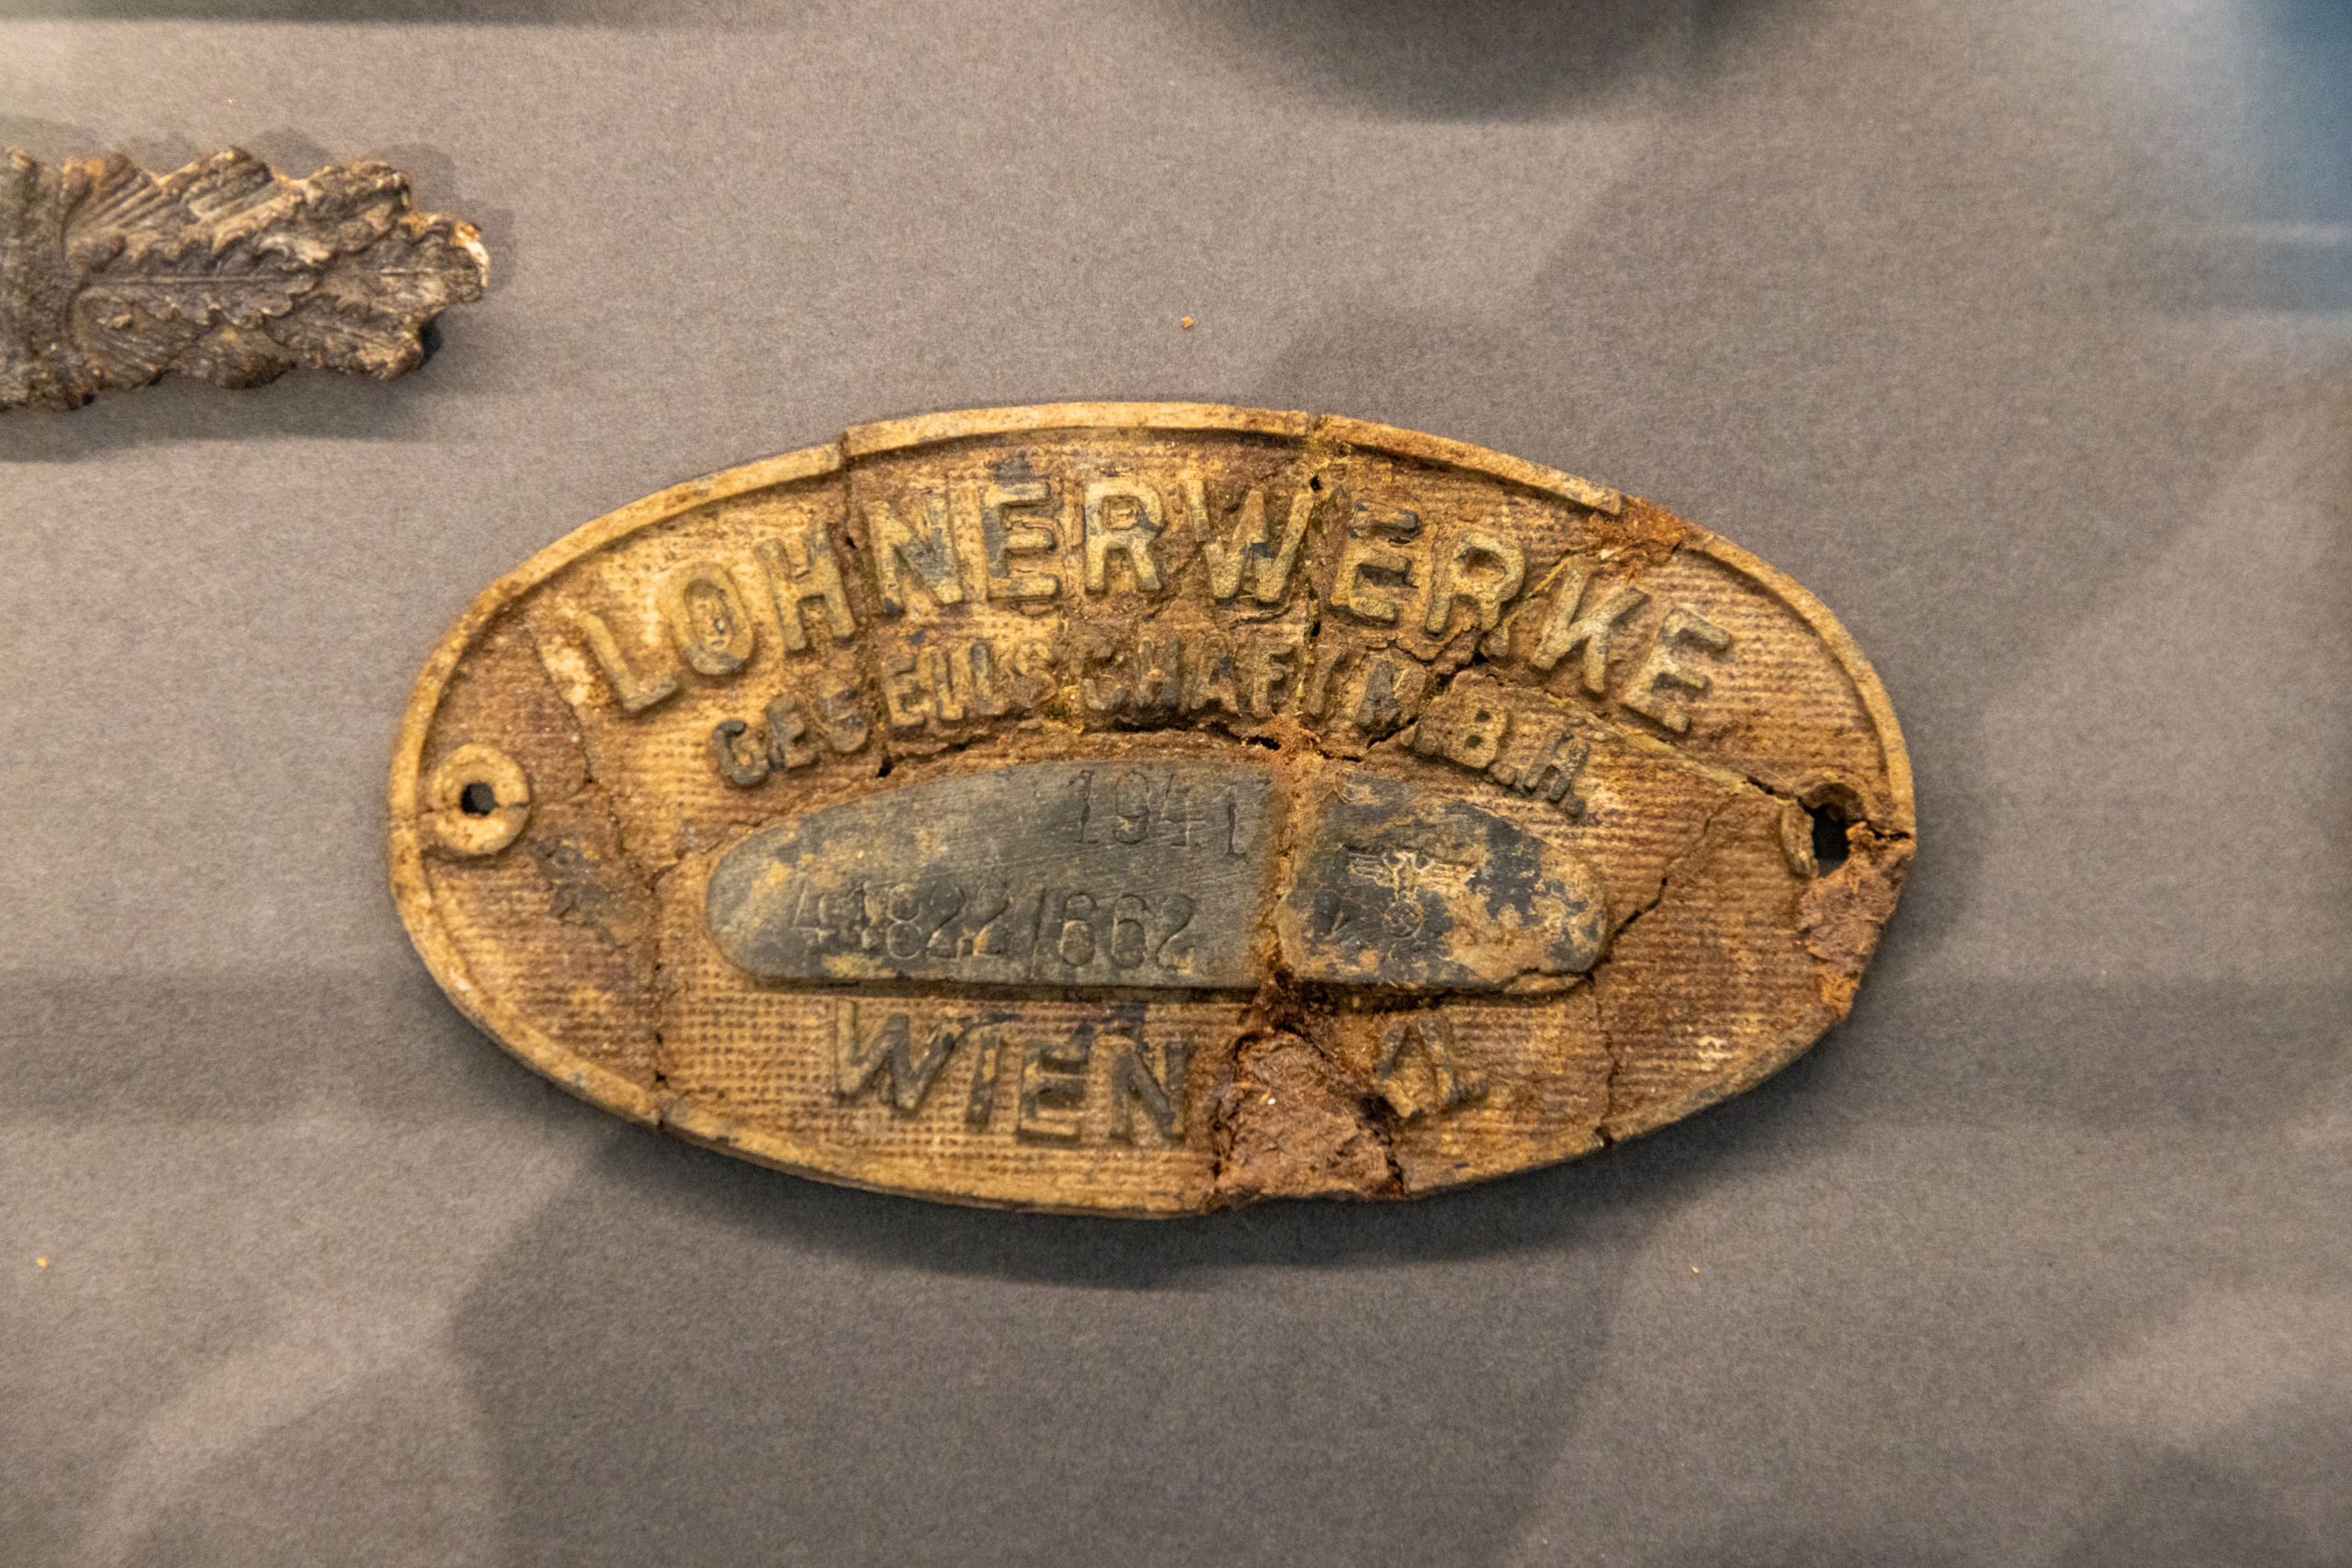 LOHNERWERKE
GESELLSCHAFT M.B.H.
1941
41822/662
WIEN